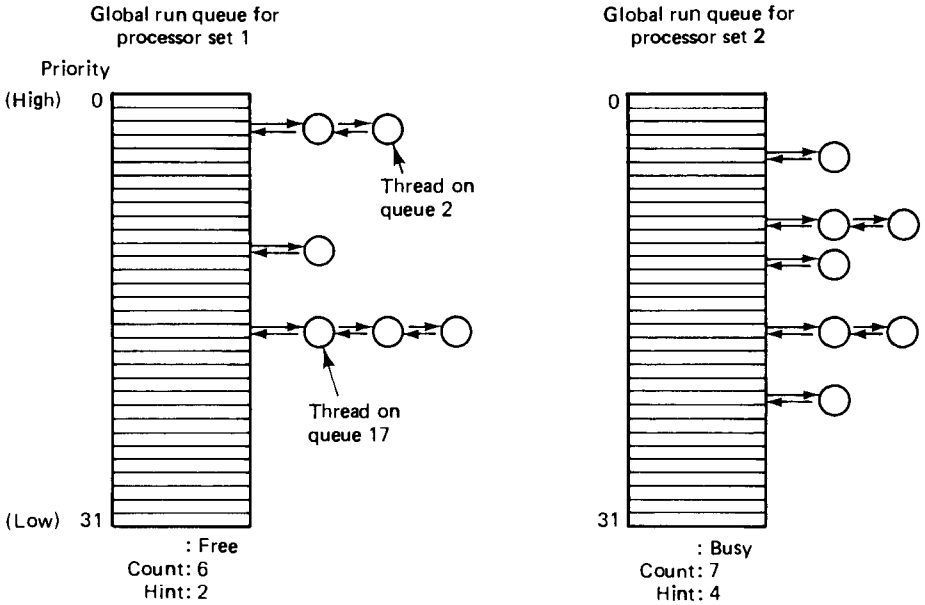 Global run queue for
processor set 1
Priority
(High) 0
Thread on
queue 2
Thread on
queue 17
(Low) 31
: Free
Count: 6
Hint: 2
Global run queue for
processor set 2
0
31
: Busy
Count: 7
Hint: 4